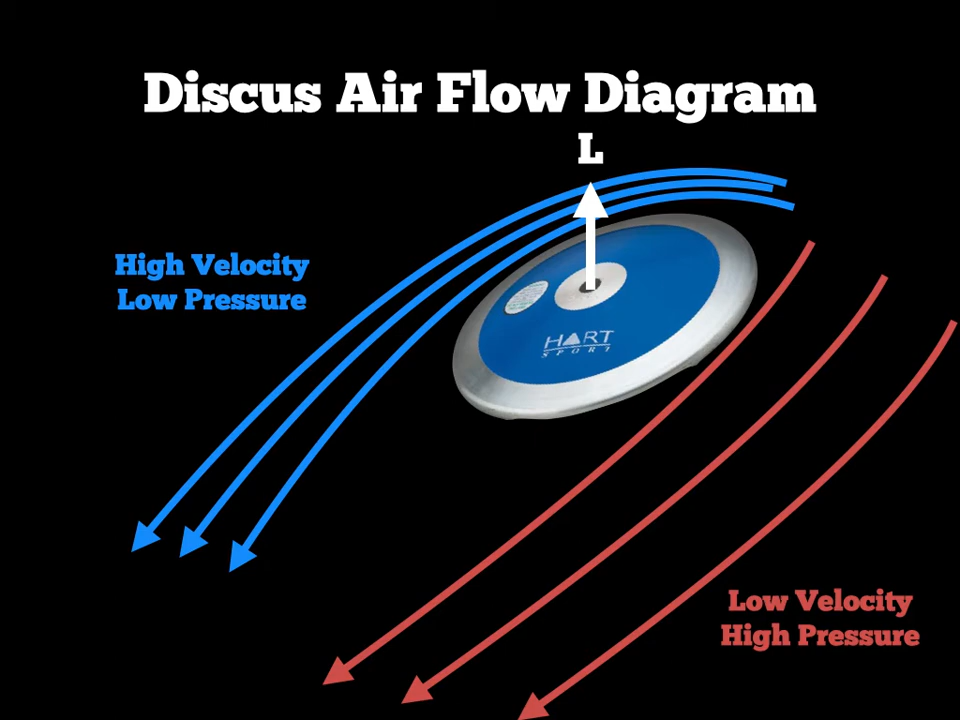 Discus Air Flow Diagram
L
High Velocity
Low Pressure
HART
SPORT
Low Velocity
High Pressure